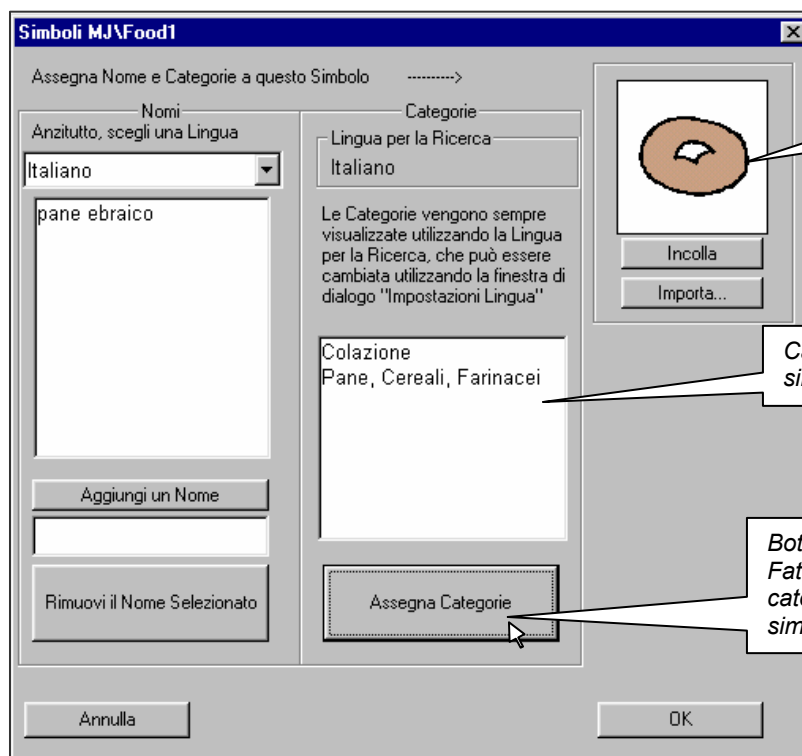 Simboli MJ\Food1
Assegna Nome e Categorie a questo Simbolo ---------->
Nomi
Anzitutto, scegli una Lingua
Italiano
pane ebraico
Aggiungi un Nome
Rimuovi il Nome Selezionato
Categorie
Lingua per la Ricerca
Italiano
Le Categorie vengono sempre
visualizzate utilizzando la Lingua
per la Ricerca, che può essere
cambiata utilizzando la finestra di
dialogo "Impostazioni Lingua"
Colazione
Pane, Cereali, Farinacei
Assegna Categorie
Incolla
Importa...
Annulla
OK